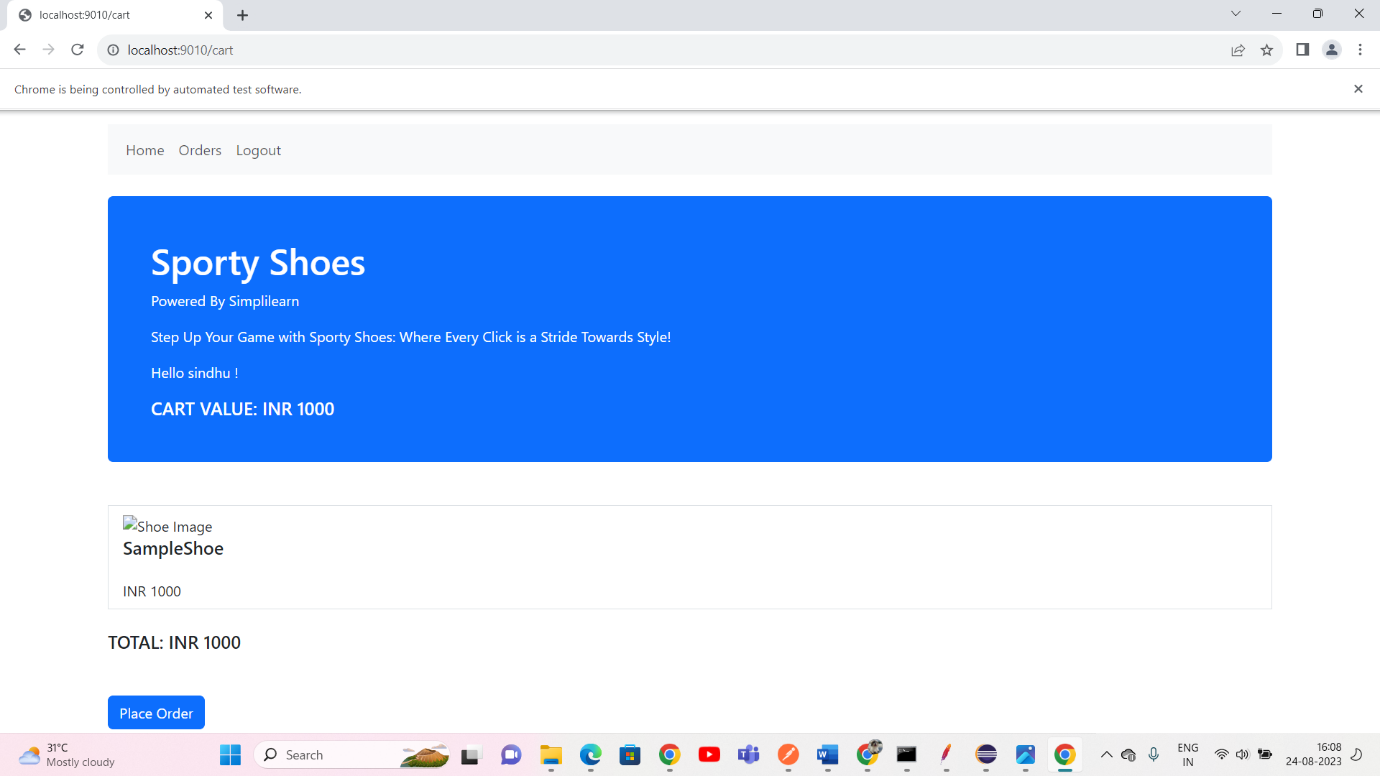 localhost:9010/cart
localhost:9010/cart
Chrome is being controlled by automated test software.
Home Orders Logout
Sporty Shoes
Powered By Simplilearn
Step Up Your Game with Sporty Shoes: Where Every Click is a Stride Towards Style!
Hello sindhu !
CART VALUE: INR 1000
Shoe Image
SampleShoe
INR 1000
TOTAL: INR 1000
Place Order
31°C
Mostly cloudy
Search
ENG
IN
16:08
24-08-2023